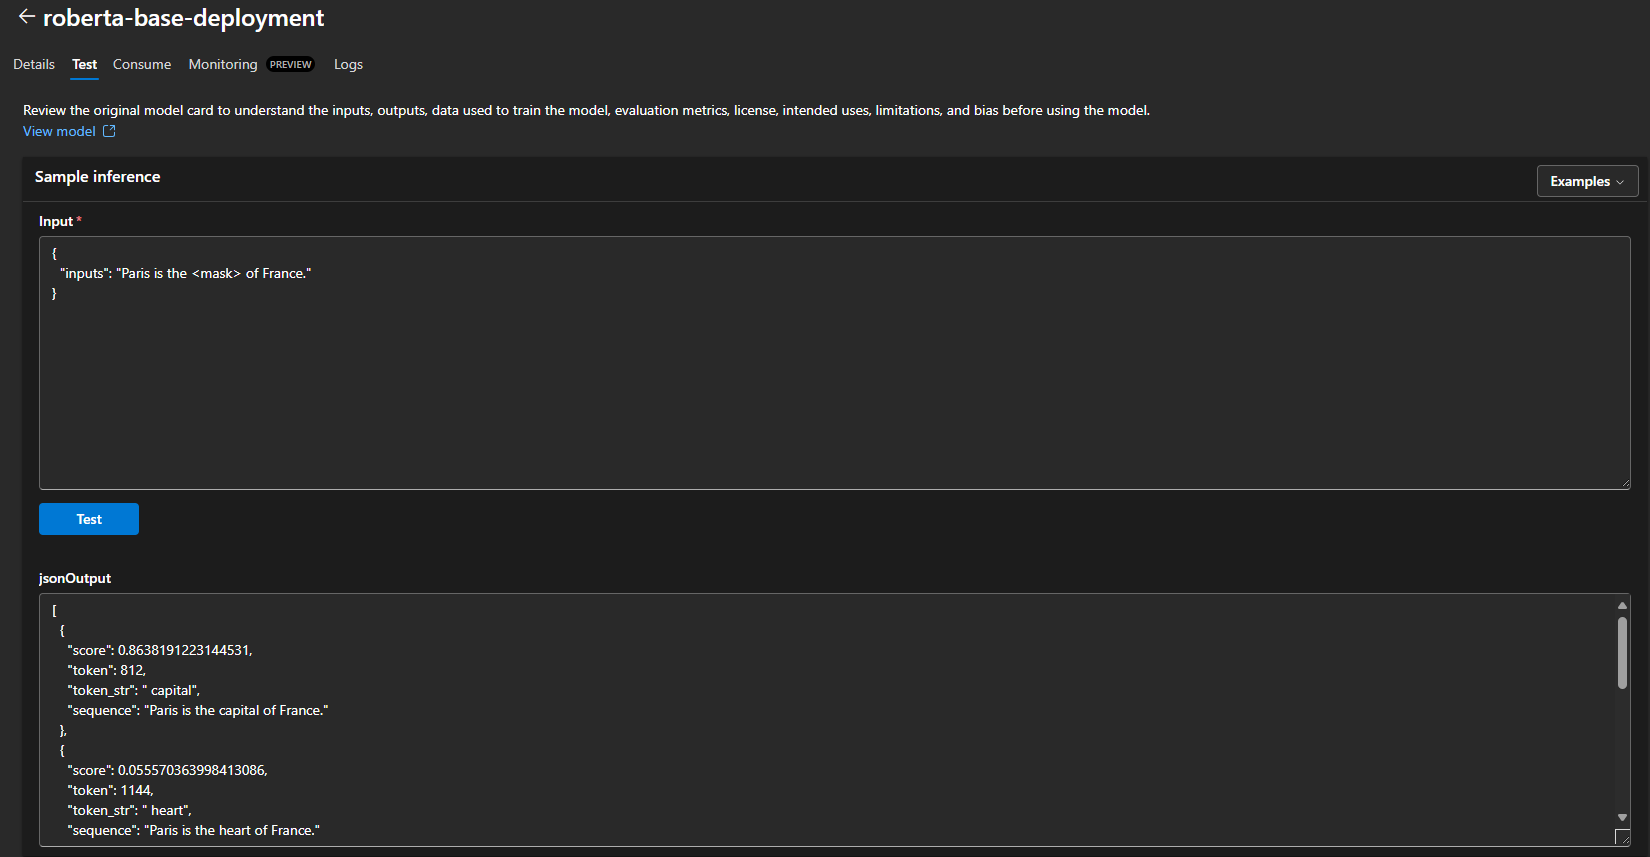 roberta-base-deployment
Details Test Consume Monitoring PREVIEW Logs
Review the original model card to understand the inputs, outputs, data used to train the model, evaluation metrics, license, intended uses, limitations, and bias before using the model.
View model
Sample inference
Examples
Input *
{
"inputs": "Paris is the <mask> of France."
}
Test
jsonOutput
[
{
"score": 0.8638191223144531,
"token": 812,
"token_str": " capital",
"sequence": "Paris is the capital of France."
},
{
"score": 0.055570363998413086,
"token": 1144,
"token_str": " heart",
"sequence": "Paris is the heart of France."